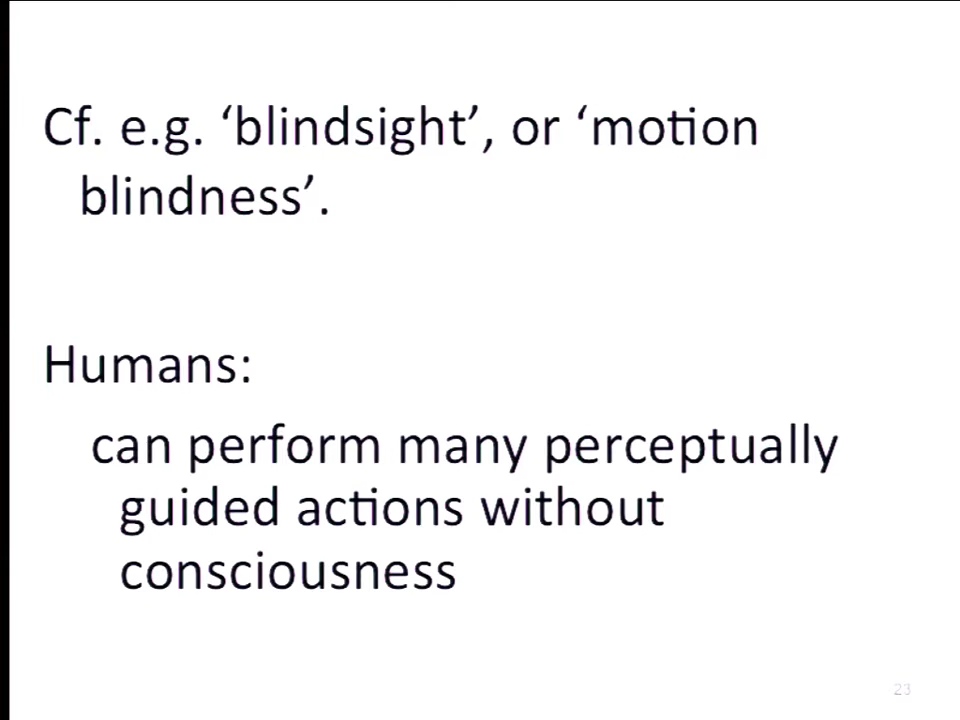 Cf. e.g. ‘blindsight’, or ‘motion
blindness’.
Humans:
can perform many perceptually
guided actions without
consciousness
23